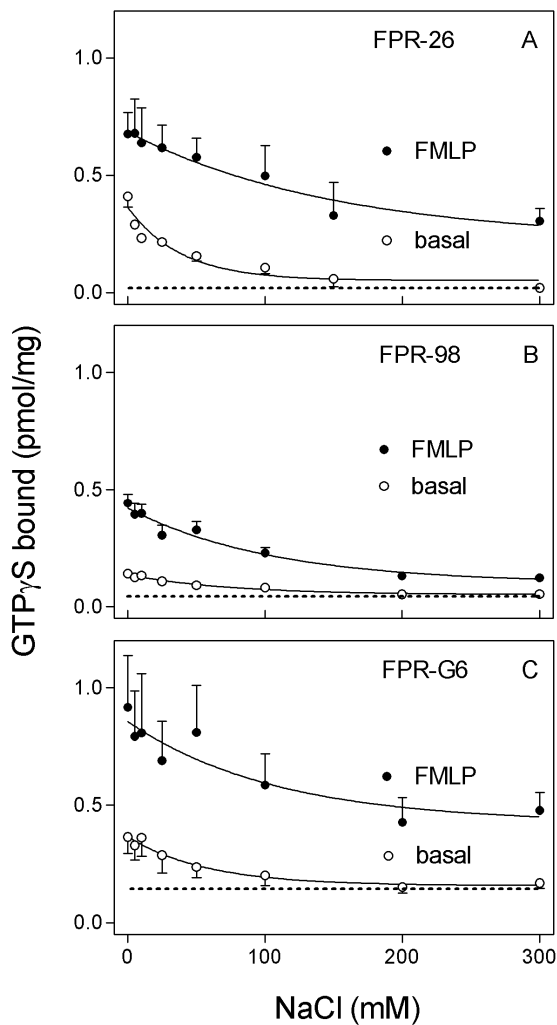 FPR-26 A
1.0
FMLP
0.5
basal
0.0
FPR-98 B
1.0
FMLP
0.5
basal
0.0
FPR-G6 C
1.0
FMLP
0.5
basal
0.0
0 100 200 300
NaCl (mM)
GTPγS bound (pmol/mg)